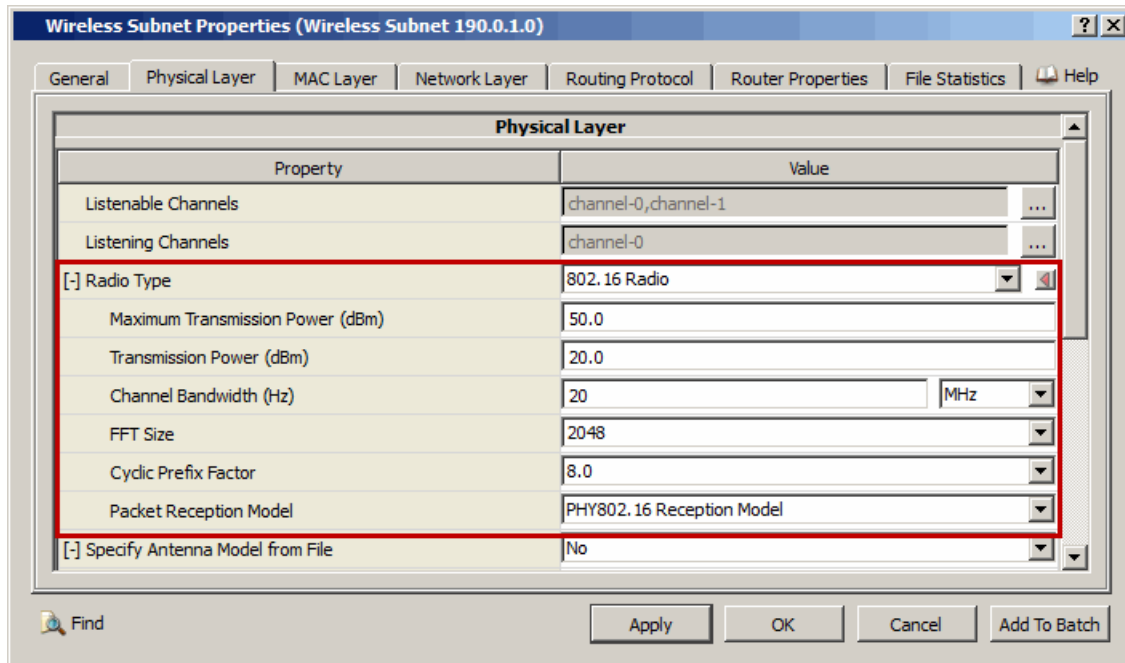 Wireless Subnet Properties (Wireless Subnet 190.0.1.0) ? X
General Physical Layer MAC Layer Network Layer Routing Protocol Router Properties File Statistics Help
Physical Layer
Property Value
Listenable Channels channel-0,channel-1 ...
Listening Channels channel-0 ...
[-] Radio Type 802.16 Radio
Maximum Transmission Power (dBm) 50.0
Transmission Power (dBm) 20.0
Channel Bandwidth (Hz) 20 MHz
FFT Size 2048
Cyclic Prefix Factor 8.0
Packet Reception Model PHY802.16 Reception Model
[-] Specify Antenna Model from File No
Find Apply OK Cancel Add To Batch